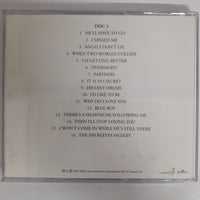 DISC 2
1. HE'LL HAVE TO GO
2. I MISSED ME
3. ANGELS DON'T LIE
4. WHEN TWO WORLDS COLLIDE
5. I'M GETTING BETTER
6. OVERNIGHT
7. PARTNERS
8. IT IS NO SECRET
9. DISTANT DRUMS
10. I'D LIKE TO BE
11. WHY DO I LOVE YOU
12. BLUE BOY
13. THERE'S A HEARTACHE FOLLOWING ME
14. THEN I'LL STOP LOVING YOU
15. I WON'T COME IN WHILE HE'S STILL THERE
16. THE JIM REEVES MEDLEY